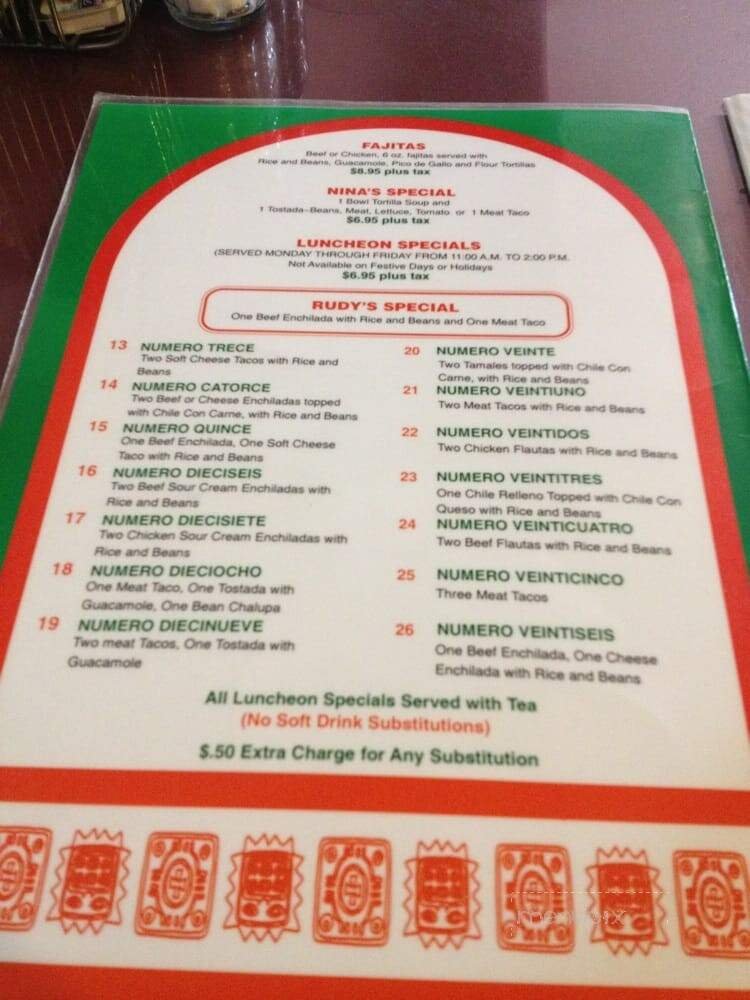 FAJITAS
Beef or Chicken, 6 oz. fajitas served with
Rice and Beans, Guacamole, Pico de Gallo and Flour Tortillas
$8.95 plus tax
NINA'S SPECIAL
1 Bowl Tortilla Soup and
1 Tostada-Beans, Meat, Lettuce, Tomato or 1 Meat Taco
$6.95 plus tax
LUNCHEON SPECIALS
(SERVED MONDAY THROUGH FRIDAY FROM 11:00 A.M. TO 2:00 P.M.
Not Available on Festive Days or Holidays
$6.95 plus tax
RUDY'S SPECIAL
One Beef Enchilada with Rice and Beans and One Meat Taco
13 NUMERO TRECE
Two Soft Cheese Tacos with Rice and
Beans
14 NUMERO CATORCE
Two Beef or Cheese Enchiladas topped
with Chile Con Carne, with Rice and Beans
15 NUMERO QUINCE
One Beef Enchilada, One Soft Cheese
Taco with Rice and Beans
16 NUMERO DIECISEIS
Two Beef Sour Cream Enchiladas with
Rice and Beans
17 NUMERO DIECISIETE
Two Chicken Sour Cream Enchiladas with
Rice and Beans
18 NUMERO DIECIOCHO
One Meat Taco, One Tostada with
Guacamole, One Bean Chalupa
19 NUMERO DIECINUEVE
Two meat Tacos, One Tostada with
Guacamole
20 NUMERO VEINTE
Two Tamales topped with Chile Con
Carne, with Rice and Beans
21 NUMERO VEINTIUNO
Two Meat Tacos with Rice and Beans
22 NUMERO VEINTIDOS
Two Chicken Flautas with Rice and Beans
23 NUMERO VEINTITRES
One Chile Relleno Topped with Chile Con
Queso with Rice and Beans
24 NUMERO VEINTICUATRO
Two Beef Flautas with Rice and Beans
25 NUMERO VEINTICINCO
Three Meat Tacos
26 NUMERO VEINTISEIS
One Beef Enchilada, One Cheese
Enchilada with Rice and Beans
All Luncheon Specials Served with Tea
(No Soft Drink Substitutions)
$.50 Extra Charge for Any Substitution